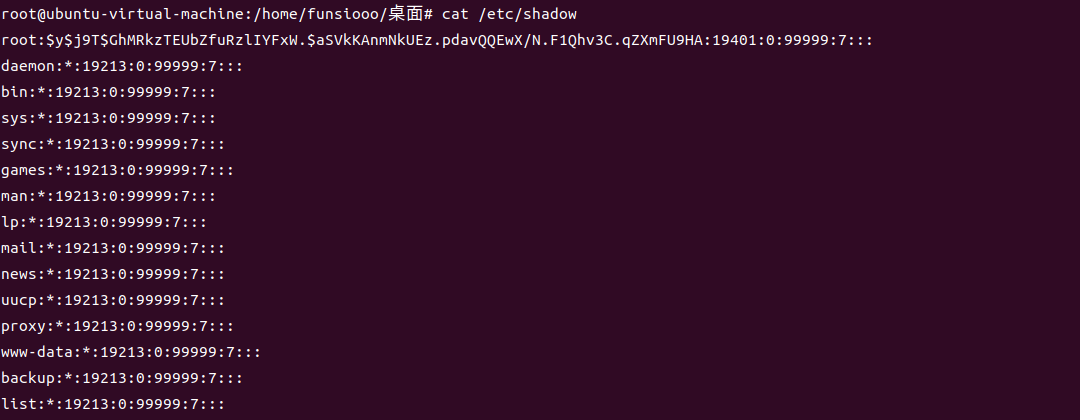 root@ubuntu-virtual-machine:/home/funsiooo/桌面# cat /etc/shadow
root:$y$j9T$GhMRkzTEUbZfuRzlIYFxW.$aSVkKAnmNkUEz.pdavQQEwX/N.F1Qhv3C.qZXmFU9HA:19401:0:99999:7:::
daemon:*:19213:0:99999:7:::
bin:*:19213:0:99999:7:::
sys:*:19213:0:99999:7:::
sync:*:19213:0:99999:7:::
games:*:19213:0:99999:7:::
man:*:19213:0:99999:7:::
lp:*:19213:0:99999:7:::
mail:*:19213:0:99999:7:::
news:*:19213:0:99999:7:::
uucp:*:19213:0:99999:7:::
proxy:*:19213:0:99999:7:::
www-data:*:19213:0:99999:7:::
backup:*:19213:0:99999:7:::
list:*:19213:0:99999:7:::